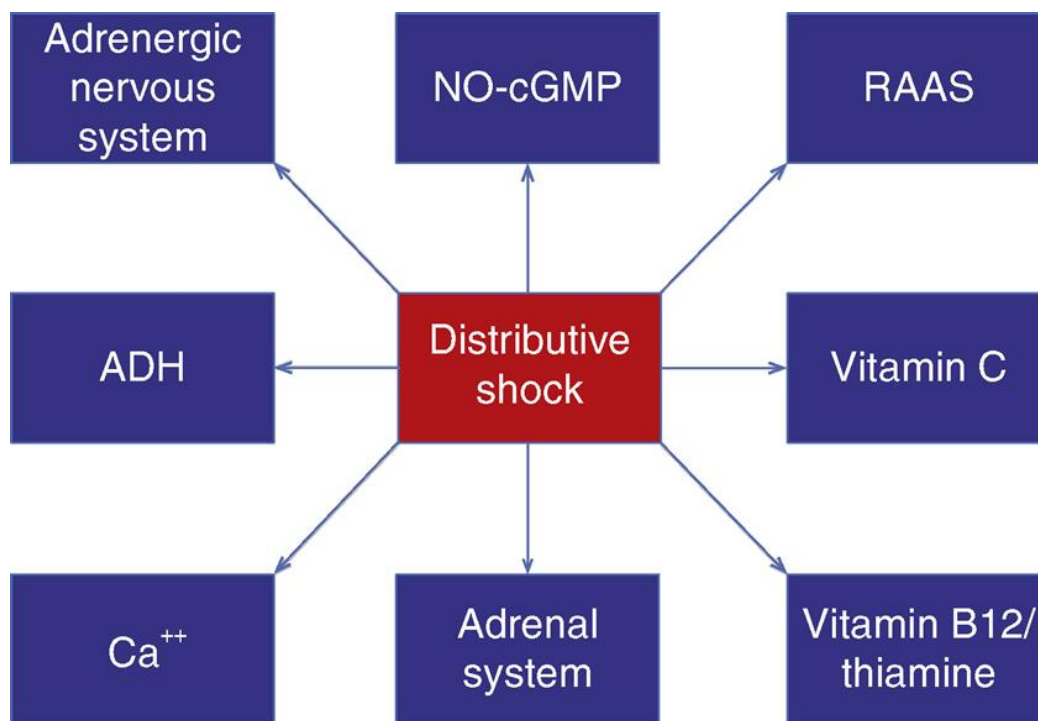 Adrenergic
nervous
system
NO-cGMP
RAAS
ADH
Distributive
shock
Vitamin C
Ca⁺⁺
Adrenal
system
Vitamin B12/
thiamine